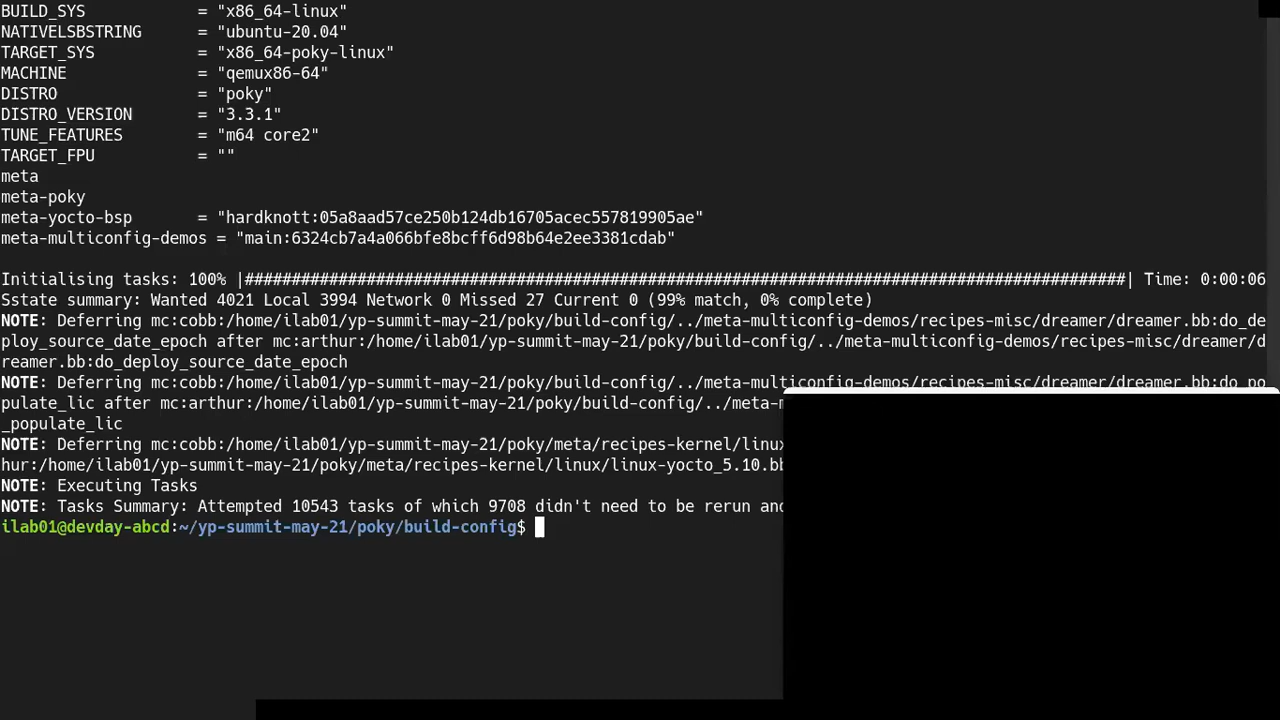 BUILD_SYS            = "x86_64-linux"
NATIVELSBSTRING      = "ubuntu-20.04"
TARGET_SYS           = "x86_64-poky-linux"
MACHINE              = "qemux86-64"
DISTRO               = "poky"
DISTRO_VERSION       = "3.3.1"
TUNE_FEATURES        = "m64 core2"
TARGET_FPU           = ""
meta
meta-poky
meta-yocto-bsp       = "hardknott:05a8aad57ce250b124db16705acec557819905ae"
meta-multiconfig-demos = "main:6324cb7a4a066bfe8bcff6d98b64e2ee3381cdab"
Initialising tasks: 100% |##############################################################################################| Time: 0:00:06
Sstate summary: Wanted 4021 Local 3994 Network 0 Missed 27 Current 0 (99% match, 0% complete)
NOTE: Deferring mc:cobb:/home/ilab01/yp-summit-may-21/poky/build-config/../meta-multiconfig-demos/recipes-misc/dreamer/dreamer.bb:do_de
ploy_source_date_epoch after mc:arthur:/home/ilab01/yp-summit-may-21/poky/build-config/../meta-multiconfig-demos/recipes-misc/dreamer/d
reamer.bb:do_deploy_source_date_epoch
NOTE: Deferring mc:cobb:/home/ilab01/yp-summit-may-21/poky/build-config/../meta-multiconfig-demos/recipes-misc/dreamer/dreamer.bb:do_po
pulate_lic after mc:arthur:/home/ilab01/yp-summit-may-21/poky/build-config/../meta-
_populate_lic
NOTE: Deferring mc:cobb:/home/ilab01/yp-summit-may-21/poky/meta/recipes-kernel/linux
hur:/home/ilab01/yp-summit-may-21/poky/meta/recipes-kernel/linux/linux-yocto_5.10.bb
NOTE: Executing Tasks
NOTE: Tasks Summary: Attempted 10543 tasks of which 9708 didn't need to be rerun and
ilab01@devday-abcd:~/yp-summit-may-21/poky/build-config$